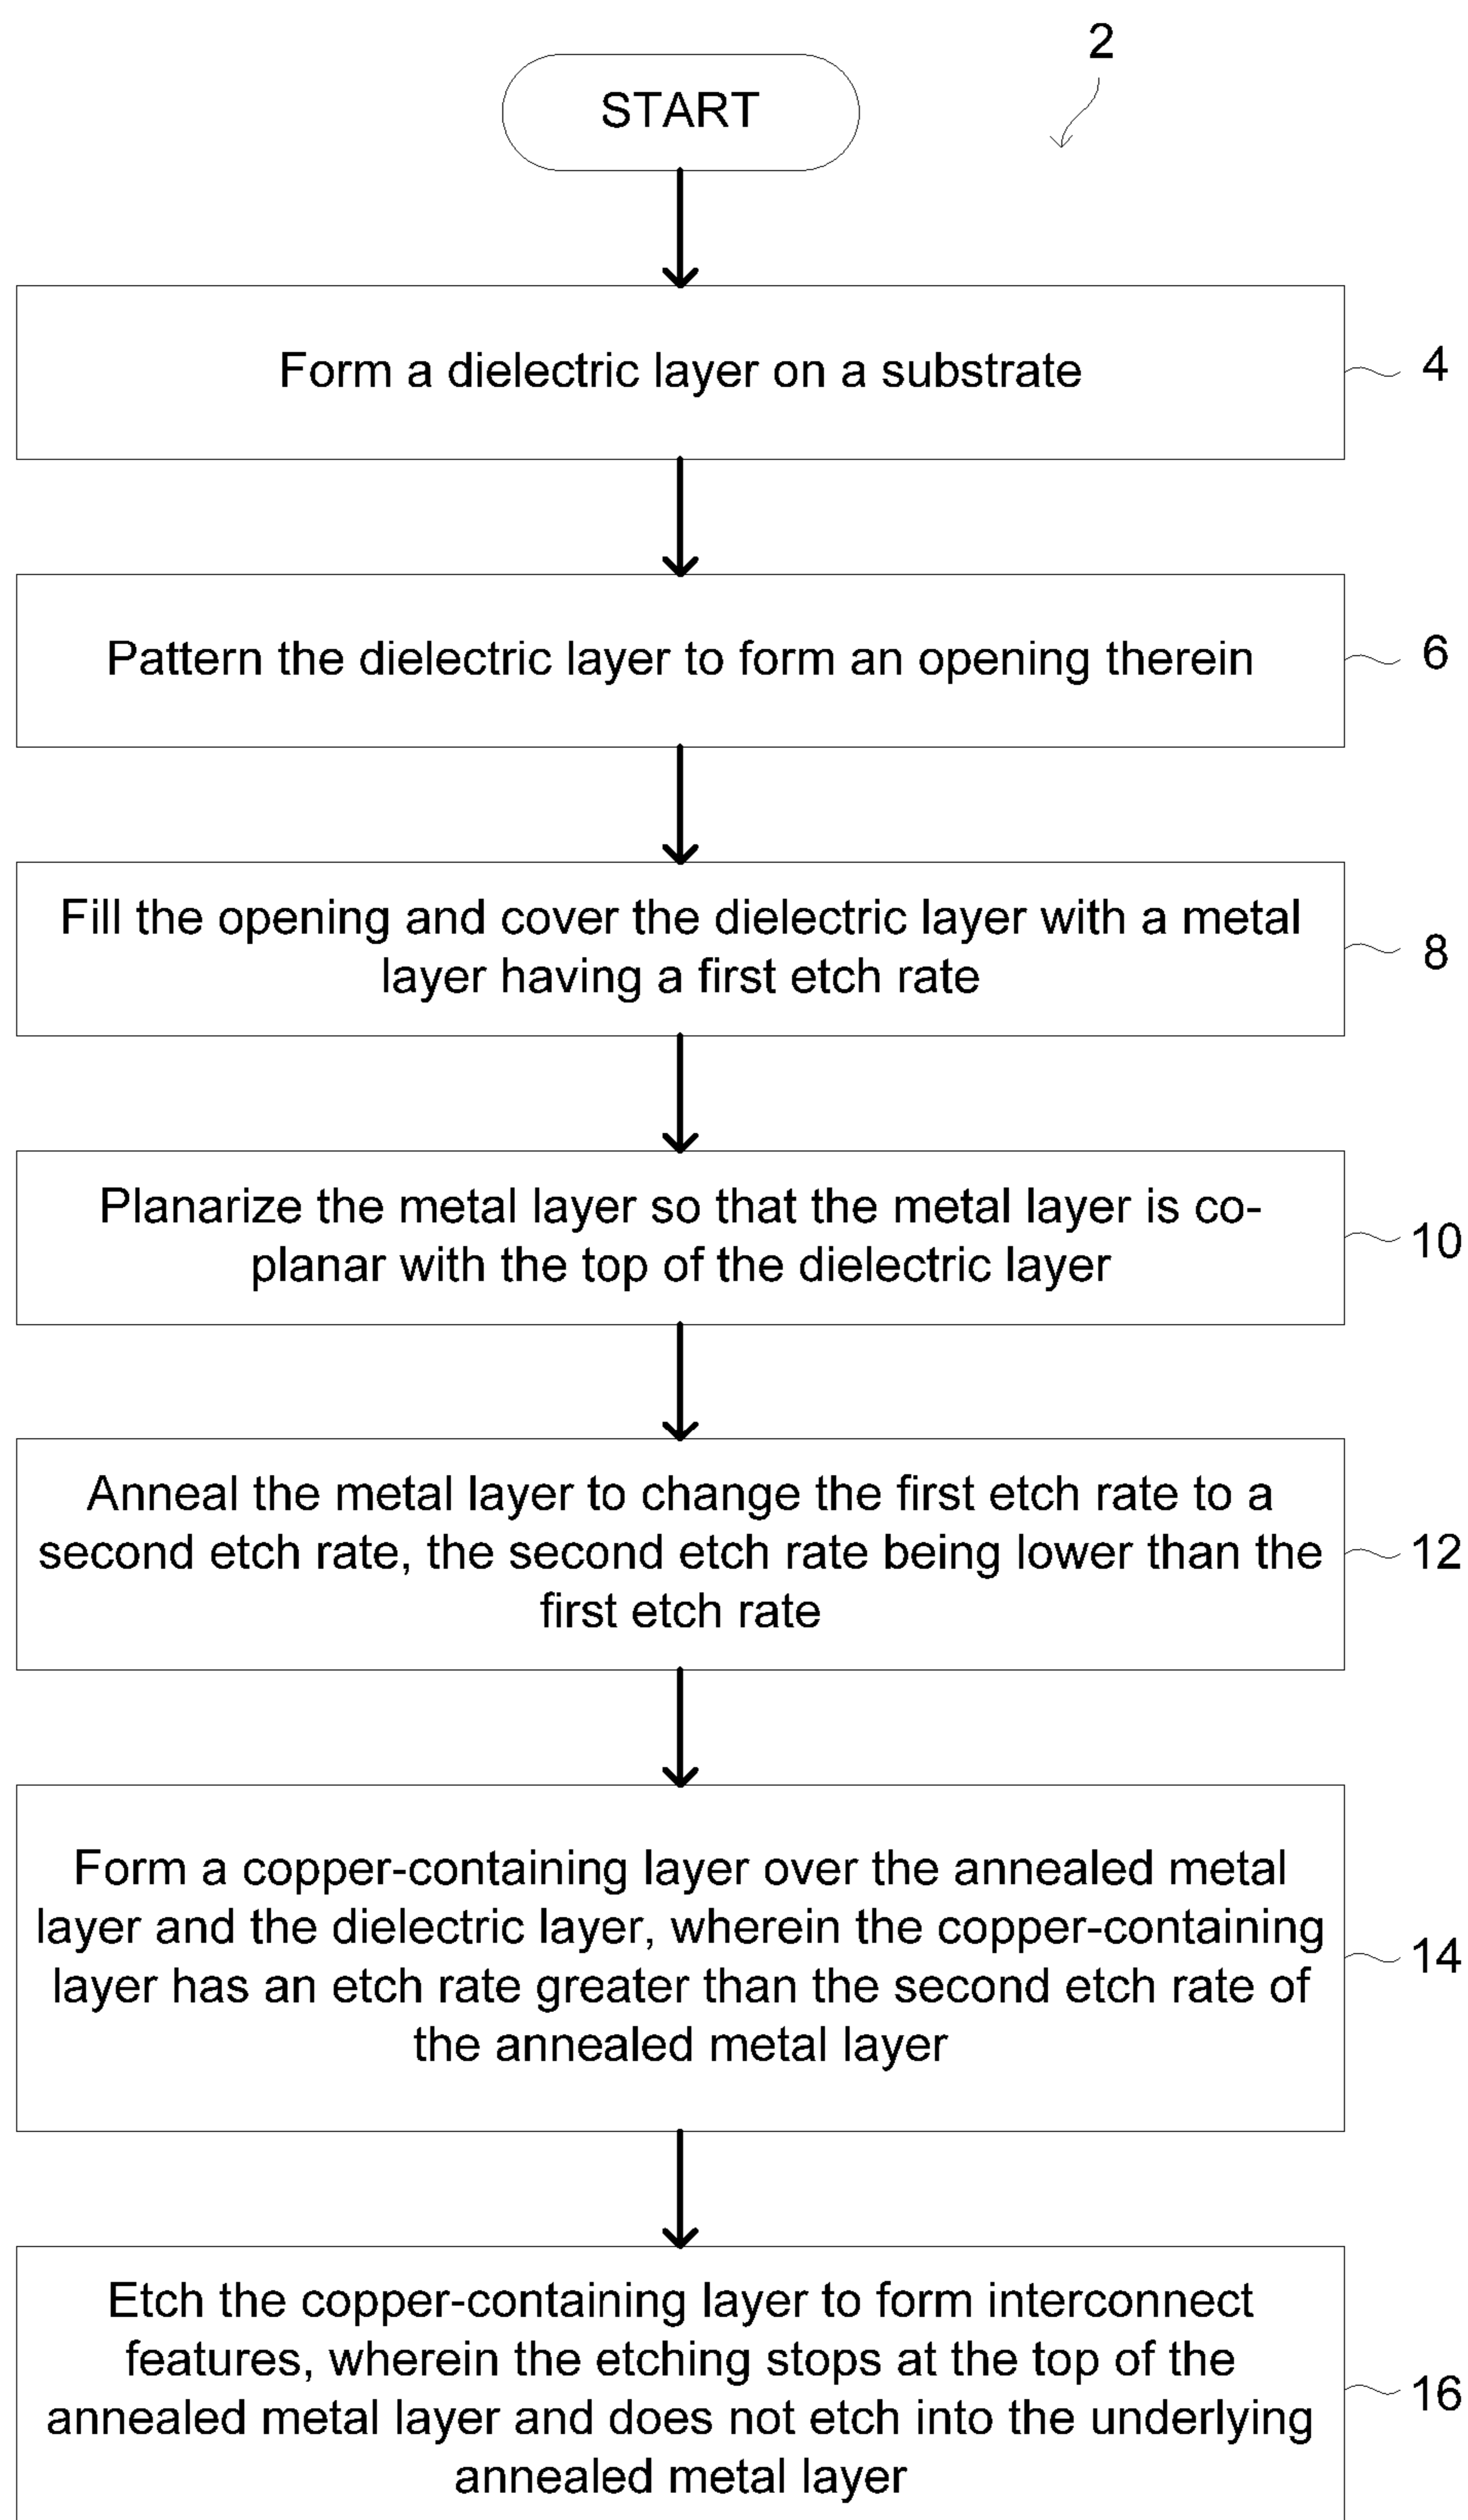 2
START
Form a dielectric layer on a substrate
4
Pattern the dielectric layer to form an opening therein
6
Fill the opening and cover the dielectric layer with a metal
layer having a first etch rate
8
Planarize the metal layer so that the metal layer is co-
planar with the top of the dielectric layer
10
Anneal the metal layer to change the first etch rate to a
second etch rate, the second etch rate being lower than the
first etch rate
12
Form a copper-containing layer over the annealed metal
layer and the dielectric layer, wherein the copper-containing
layer has an etch rate greater than the second etch rate of
the annealed metal layer
14
Etch the copper-containing layer to form interconnect
features, wherein the etching stops at the top of the
annealed metal layer and does not etch into the underlying
annealed metal layer
16